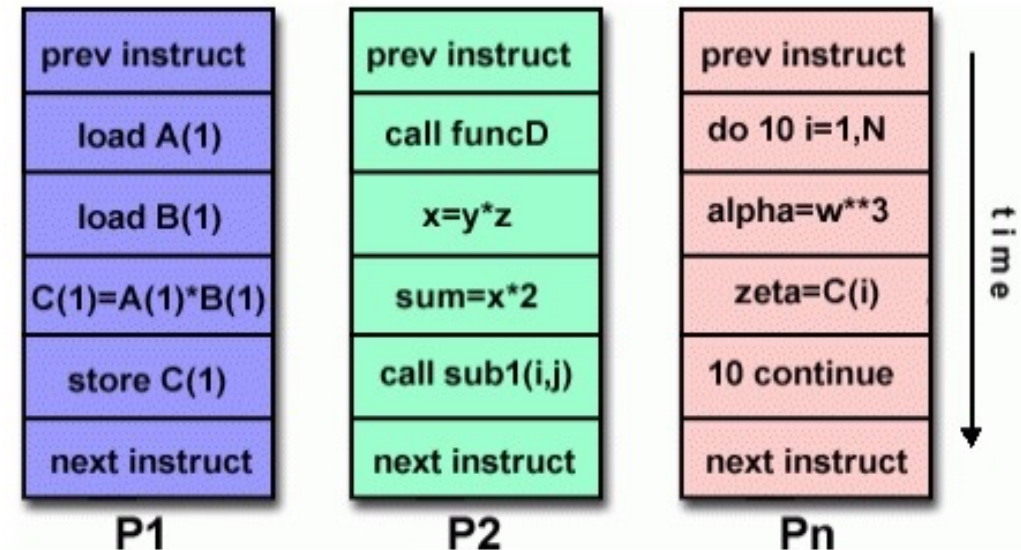 prev instruct
load A(1)
load B(1)
C(1)=A(1)*B(1)
store C(1)
next instruct
P1
prev instruct
call funcD
x=y*z
sum=x*2
call sub1(i,j)
next instruct
P2
prev instruct
do 10 i=1,N
alpha=w**3
zeta=C(i)
10 continue
next instruct
Pn
time